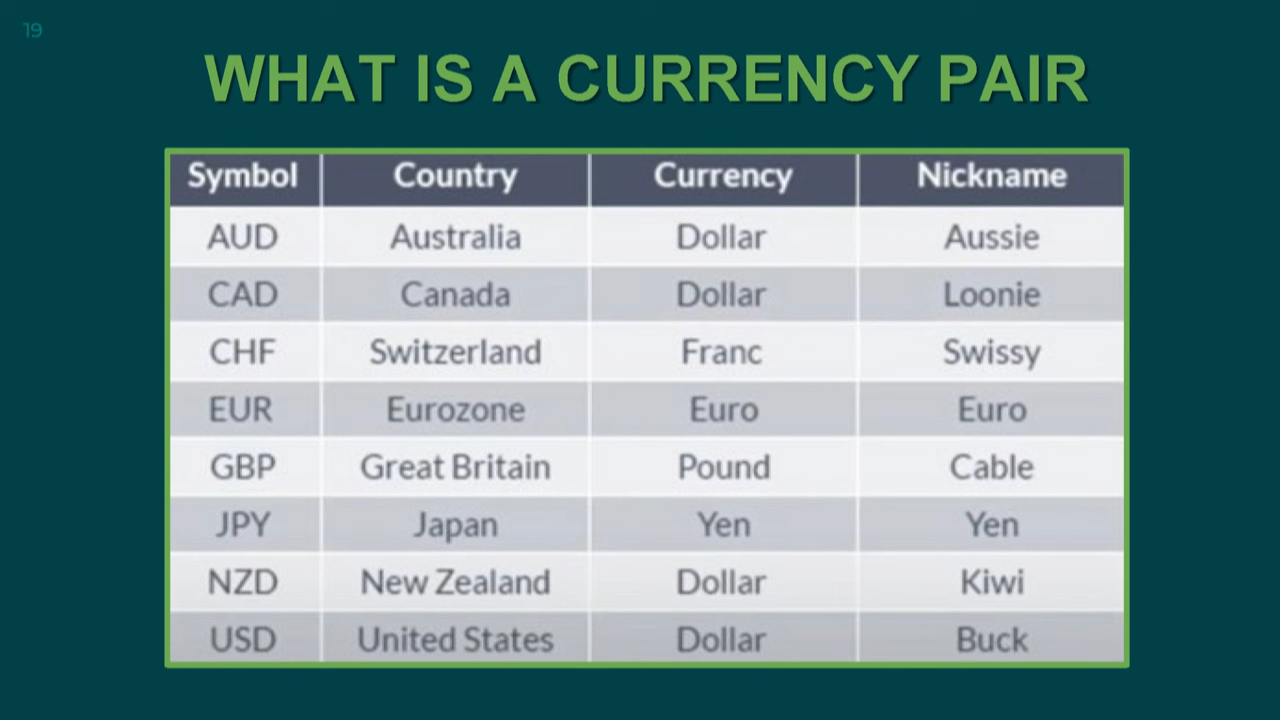 19
WHAT IS A CURRENCY PAIR
Symbol Country Currency Nickname
AUD Australia Dollar Aussie
CAD Canada Dollar Loonie
CHF Switzerland Franc Swissy
EUR Eurozone Euro Euro
GBP Great Britain Pound Cable
JPY Japan Yen Yen
NZD New Zealand Dollar Kiwi
USD United States Dollar Buck